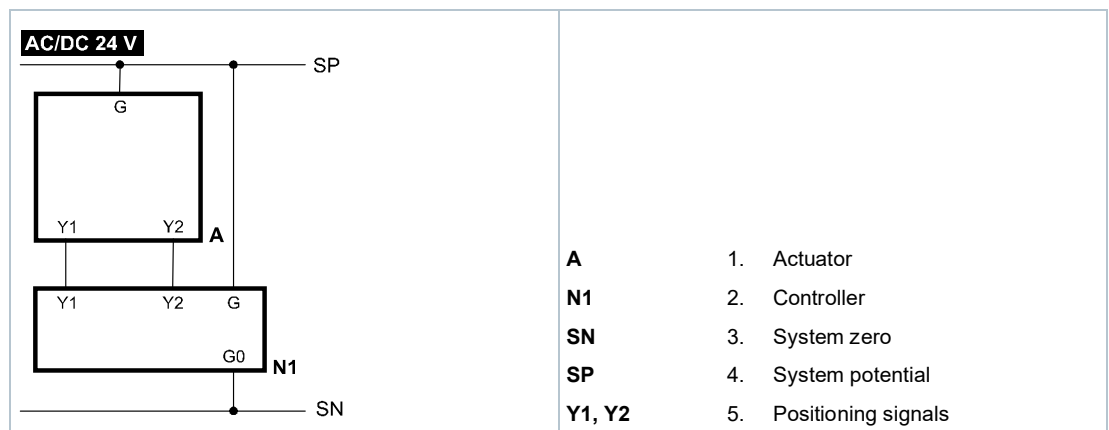 AC/DC 24 V
SP
G
Y1 Y2
A
Y1 Y2 G
G0
N1
SN
A 1. Actuator
N1 2. Controller
SN 3. System zero
SP 4. System potential
Y1, Y2 5. Positioning signals